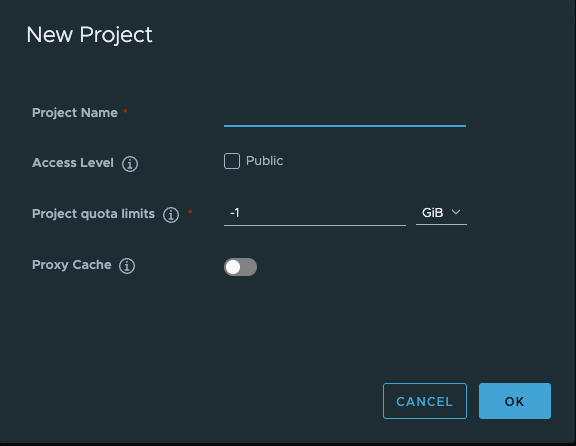 New Project
Project Name *
Access Level i Public
Project quota limits i * -1 GiB
Proxy Cache i
CANCEL OK